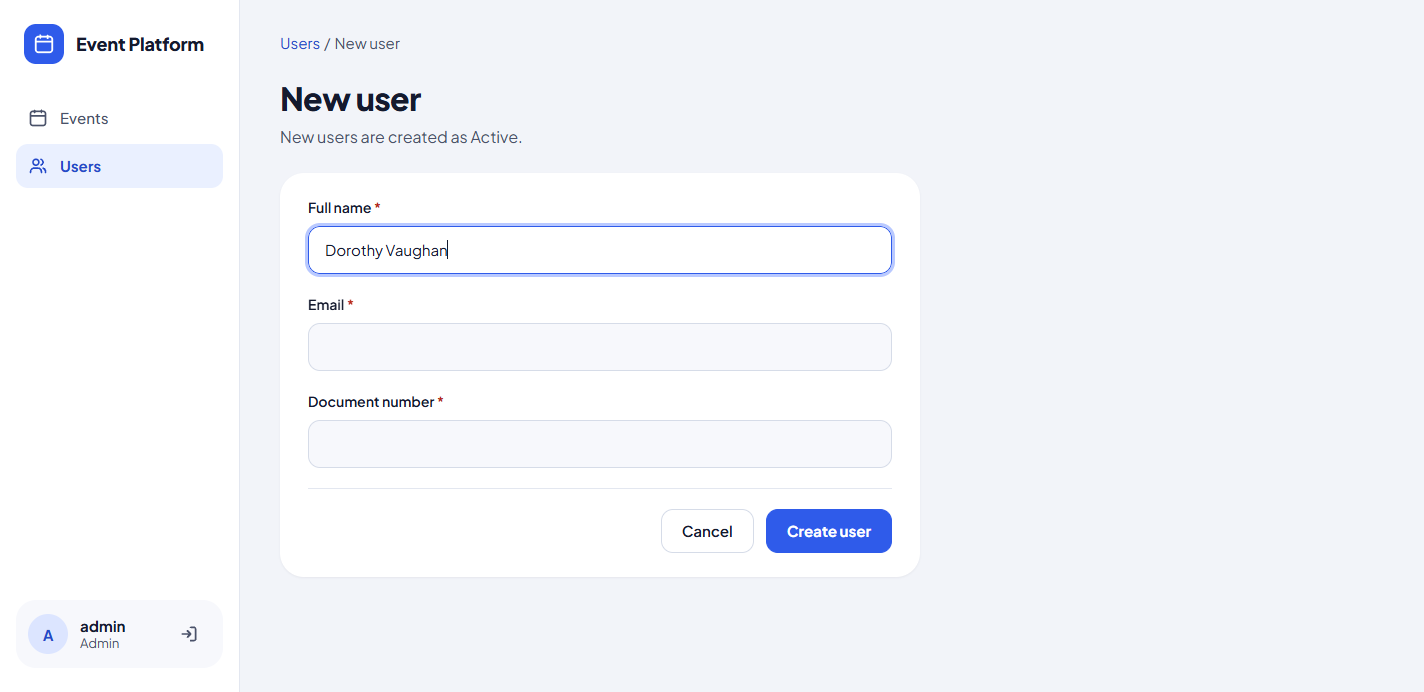 Event Platform
Events
Users
A
admin
Admin
Users / New user
New user
New users are created as Active.
Full name *
Dorothy Vaughan
Email *
Document number *
Cancel
Create user